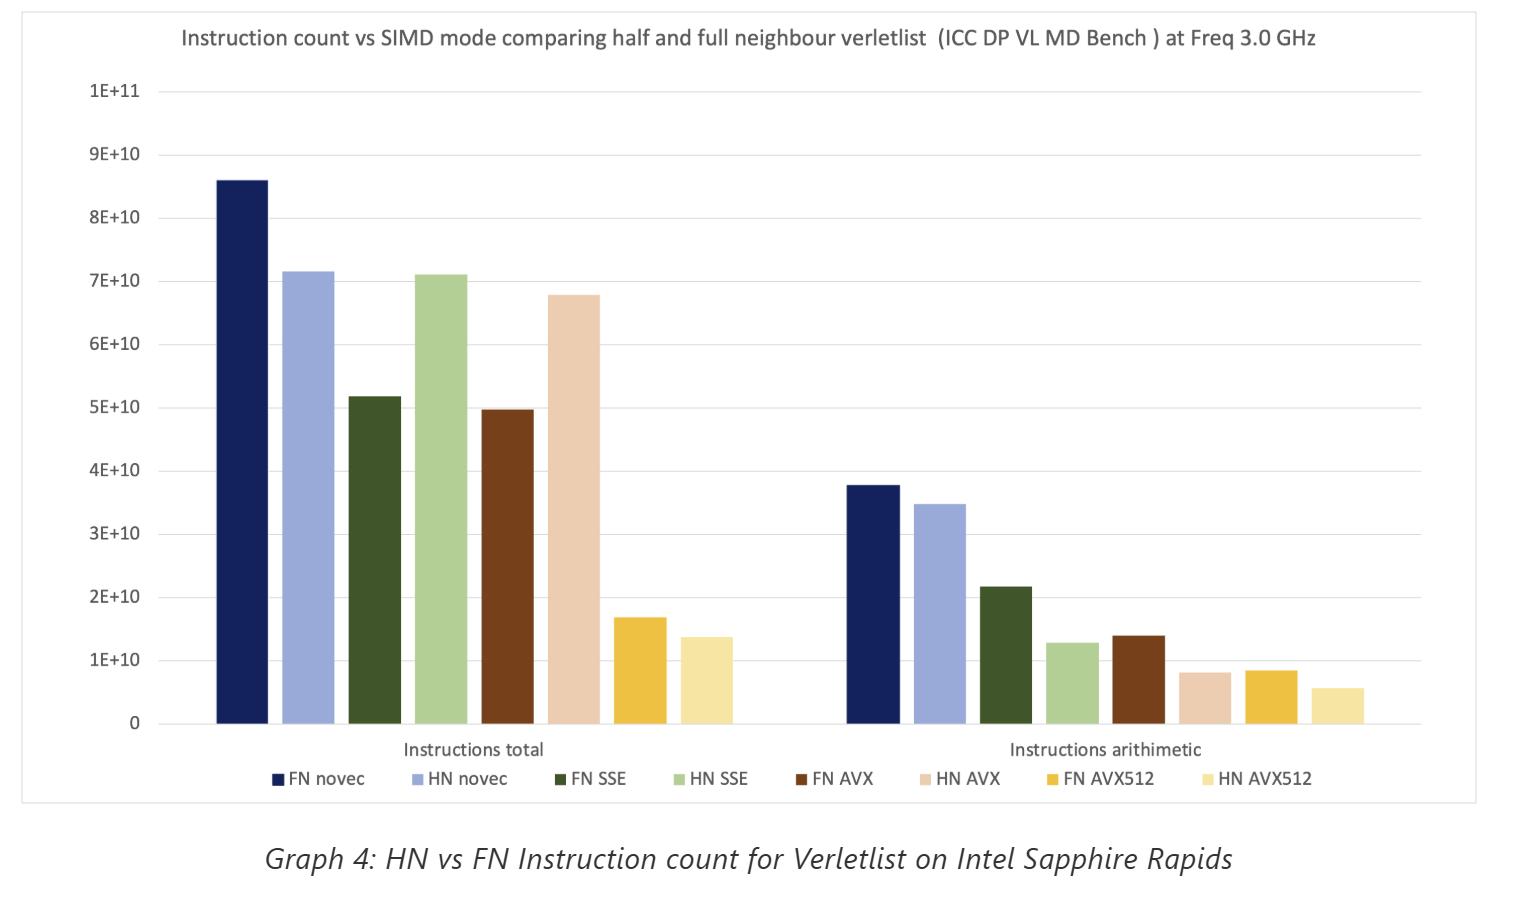 Instruction count vs SIMD mode comparing half and full neighbour verletlist (ICC DP VL MD Bench ) at Freq 3.0 GHz
1E+11
9E+10
8E+10
7E+10
6E+10
5E+10
4E+10
3E+10
2E+10
1E+10
0
Instructions total
Instructions arithimetic
FN novec
HN novec
FN SSE
HN SSE
FN AVX
HN AVX
FN AVX512
HN AVX512
Graph 4: HN vs FN Instruction count for Verletlist on Intel Sapphire Rapids